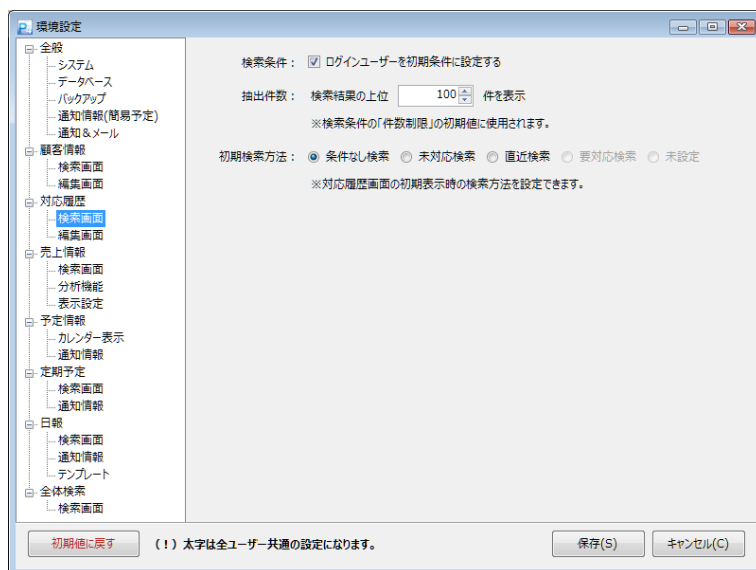 環境設定
全般
システム
データベース
バックアップ
通知情報(簡易予定)
通知＆メール
顧客情報
検索画面
編集画面
対応履歴
検索画面
編集画面
売上情報
検索画面
分析機能
表示設定
予定情報
カレンダー表示
通知情報
定期予定
検索画面
通知情報
日報
検索画面
通知情報
テンプレート
全体検索
検索画面
検索条件： ログインユーザーを初期条件に設定する
抽出件数： 検索結果の上位 100 件を表示
※検索条件の「件数制限」の初期値に使用されます。
初期検索方法： 条件なし検索 未対応検索 直近検索 要対応検索 未設定
※対応履歴画面の初期表示時の検索方法を設定できます。
初期値に戻す (！) 太字は全ユーザー共通の設定になります。 保存(S) キャンセル(C)